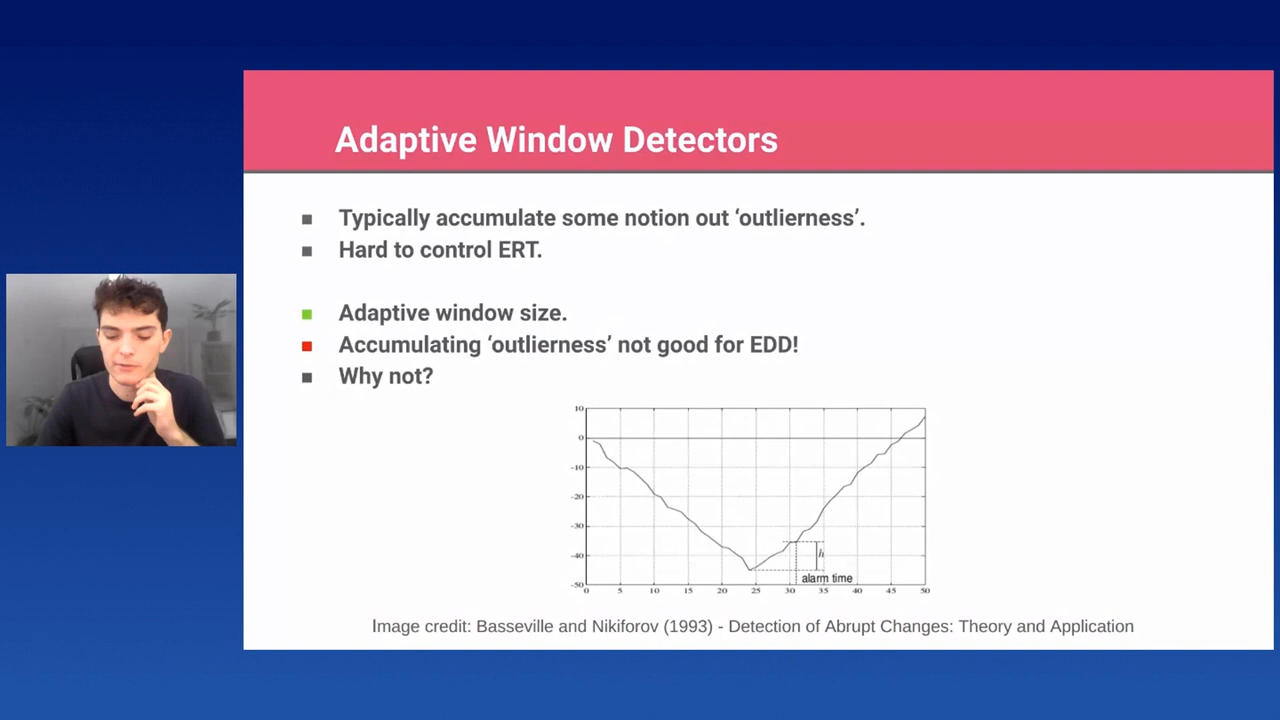 Adaptive Window Detectors
Typically accumulate some notion out ‘outlierness’.
Hard to control ERT.
Adaptive window size.
Accumulating ‘outlierness’ not good for EDD!
Why not?
10
0
-10
-20
-30
-40
-50
h
alarm time
0 5 10 15 20 25 30 35 40 45 50
Image credit: Basseville and Nikiforov (1993) - Detection of Abrupt Changes: Theory and Application